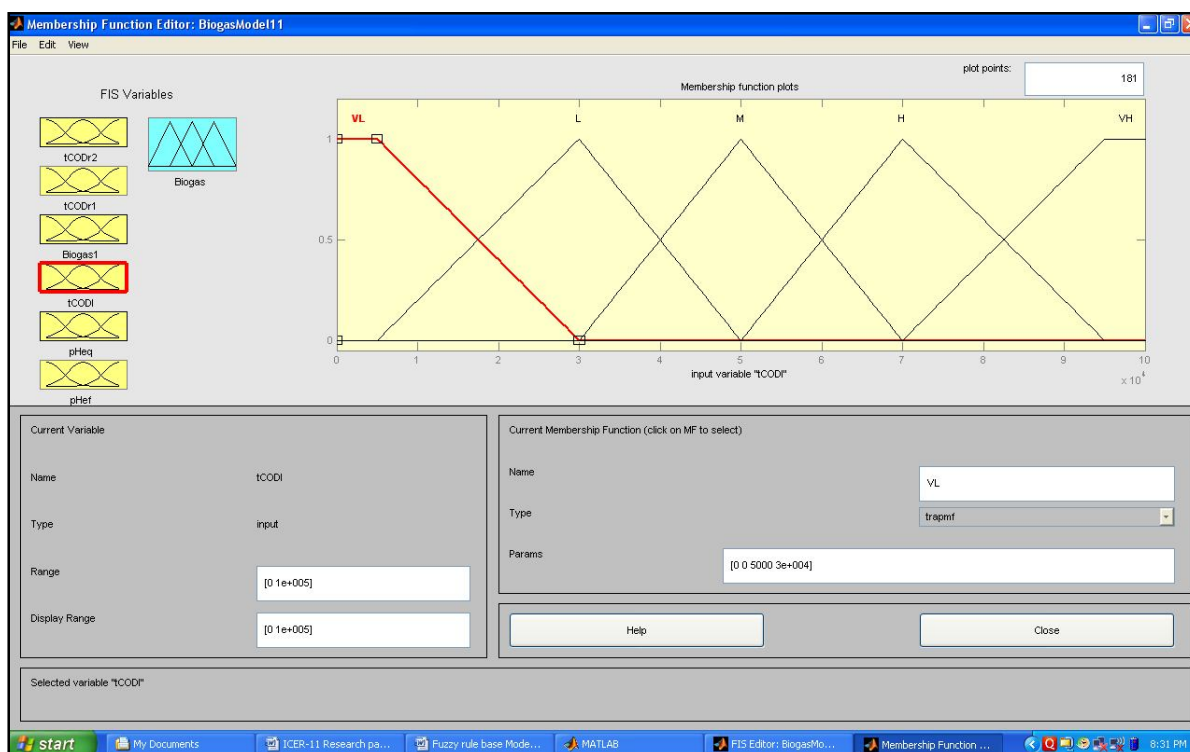 Membership Function Editor: BiogasModel11
File Edit View
plot points:
181
FIS Variables
Membership function plots
tCODr2
tCODr1
Biogas1
tCODI
pHeq
pHef
Biogas
VL L M H VH
1
0.5
0
0 1 2 3 4 5 6 7 8 9 10
input variable "tCODI"
Current Variable
Name tCODI
Type input
Range [0 1e+005]
Display Range [0 1e+005]
Current Membership Function (click on MF to select)
Name VL
Type trapmf
Params [0 0 5000 3e+004]
Help Close
Selected variable "tCODI"
start My Documents ICER-11 Research pa... Fuzzy rule base Mode... MATLAB FIS Editor: BiogasMo... Membership Function ... 8:31 PM